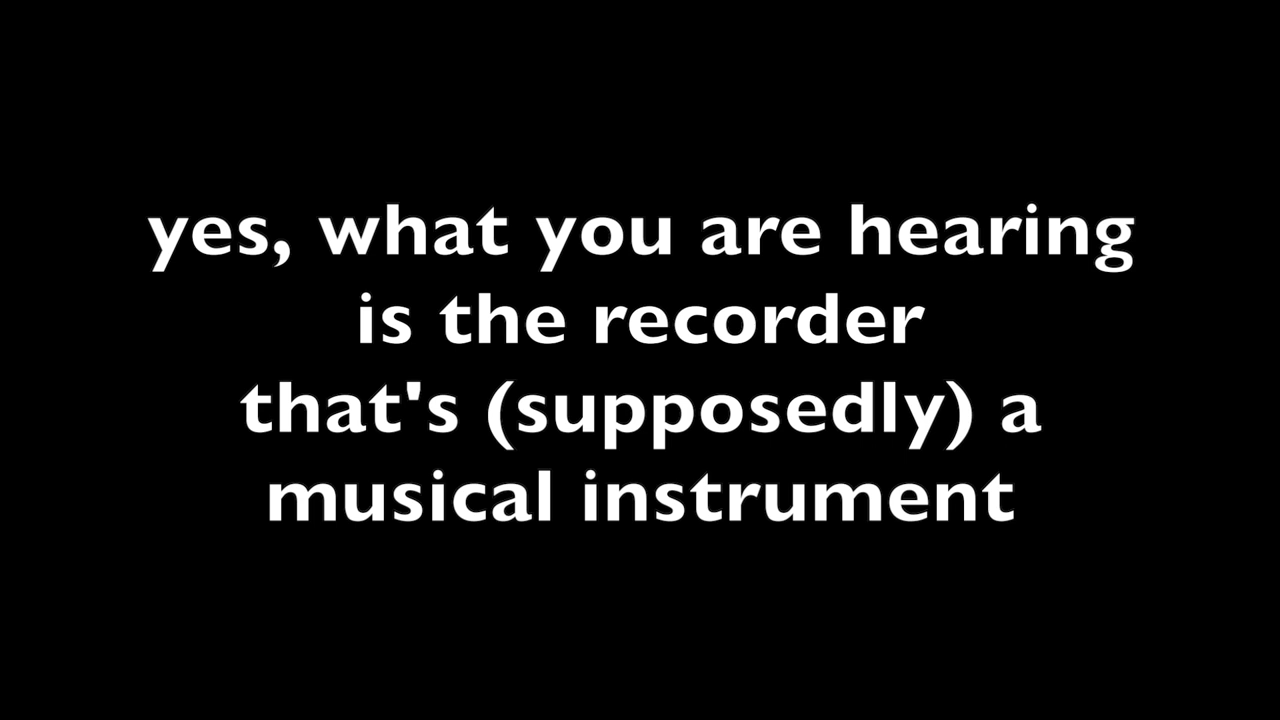 yes, what you are hearing
is the recorder
that's (supposedly) a
musical instrument